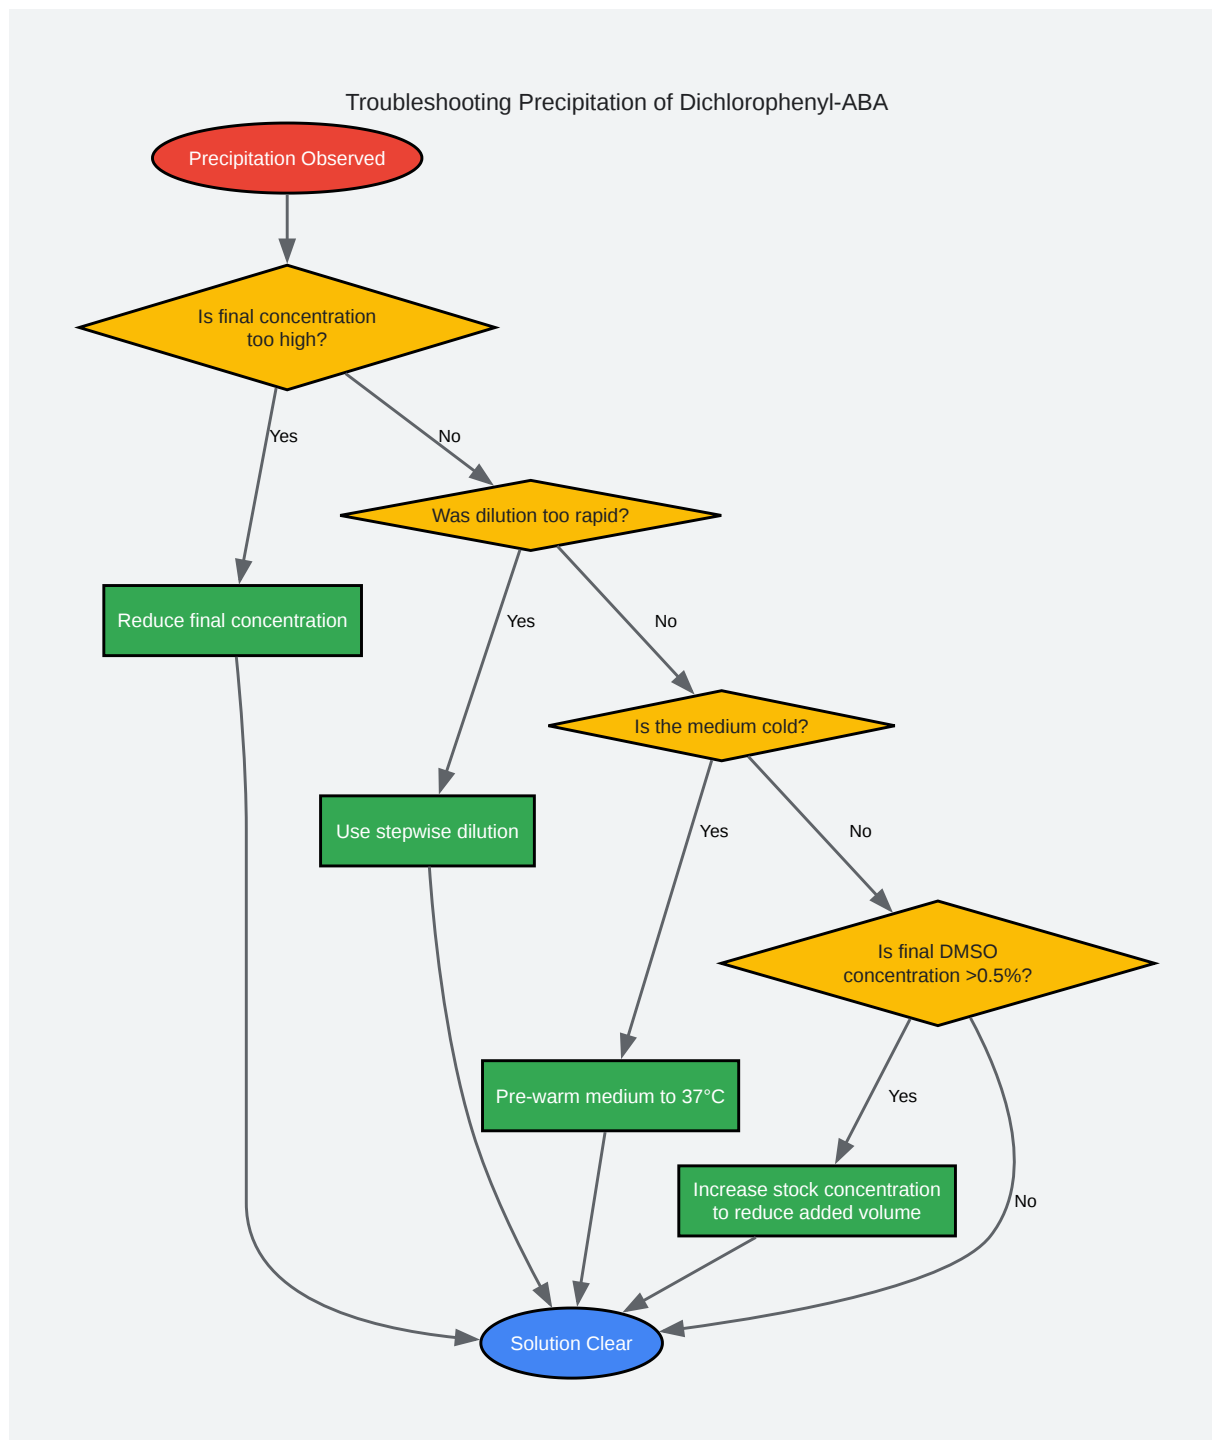 Troubleshooting Precipitation of Dichlorophenyl-ABA
Precipitation Observed
Is final concentration
too high?
Yes
No
Was dilution too rapid?
Reduce final concentration
Yes
No
Is the medium cold?
Use stepwise dilution
Yes
No
Is final DMSO
concentration >0.5%?
Pre-warm medium to 37°C
Yes
Increase stock concentration
to reduce added volume
No
Solution Clear